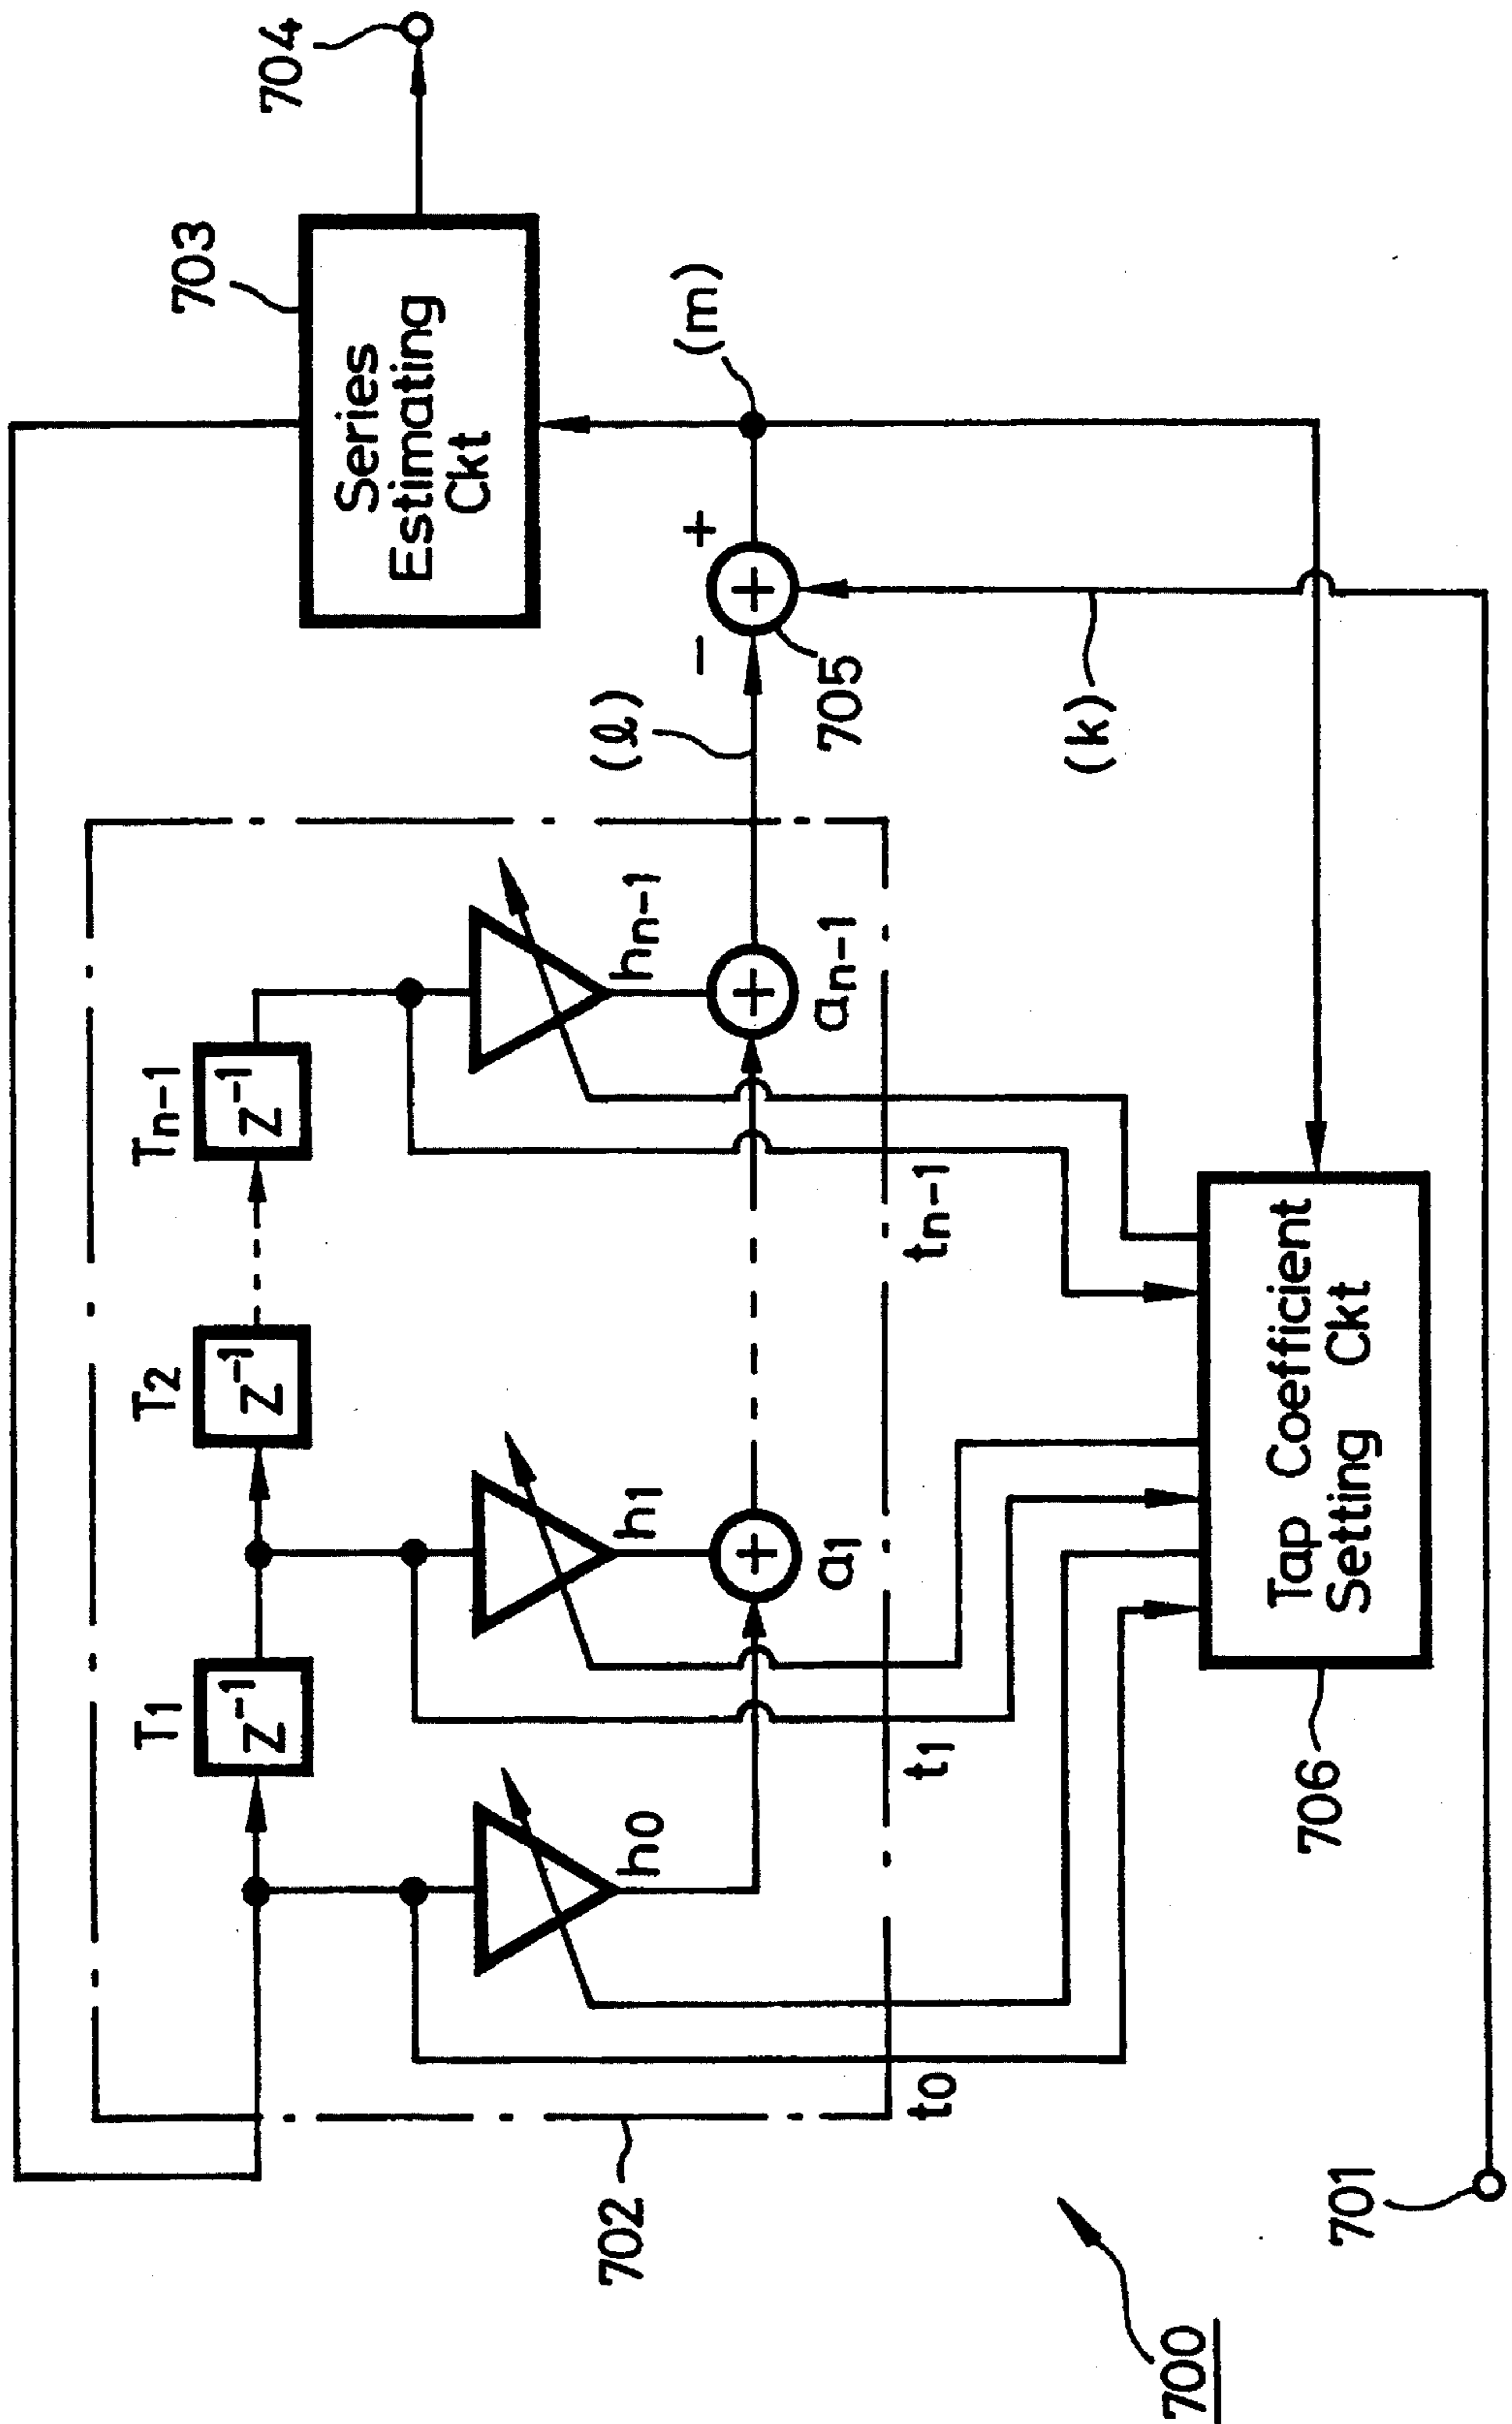 704
703
Series
Estimating
Ckt
(m)
T1
T2
Tn-1
z-1
z-1
z-1
h0
h1
hn-1
a1
an-1
(ℓ)
-
+
+
+
+
705
(k)
t0
t1
tn-1
702
Tap Coefficient
Setting Ckt
706
701
700